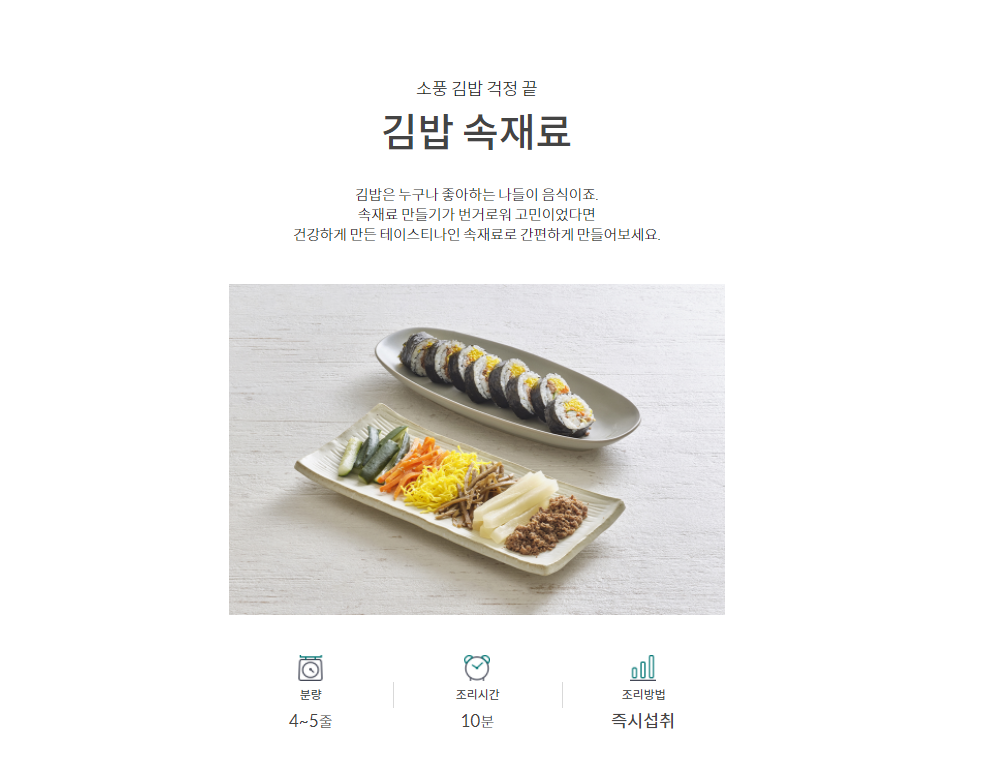 소풍 김밥 걱정 끝
김밥 속재료
김밥은 누구나 좋아하는 나들이 음식이죠.
속재료 만들기가 번거로워 고민이었다면
건강하게 만든 테이스티나인 속재료로 간편하게 만들어보세요.
분량
4~5줄
조리시간
10분
조리방법
즉시섭취